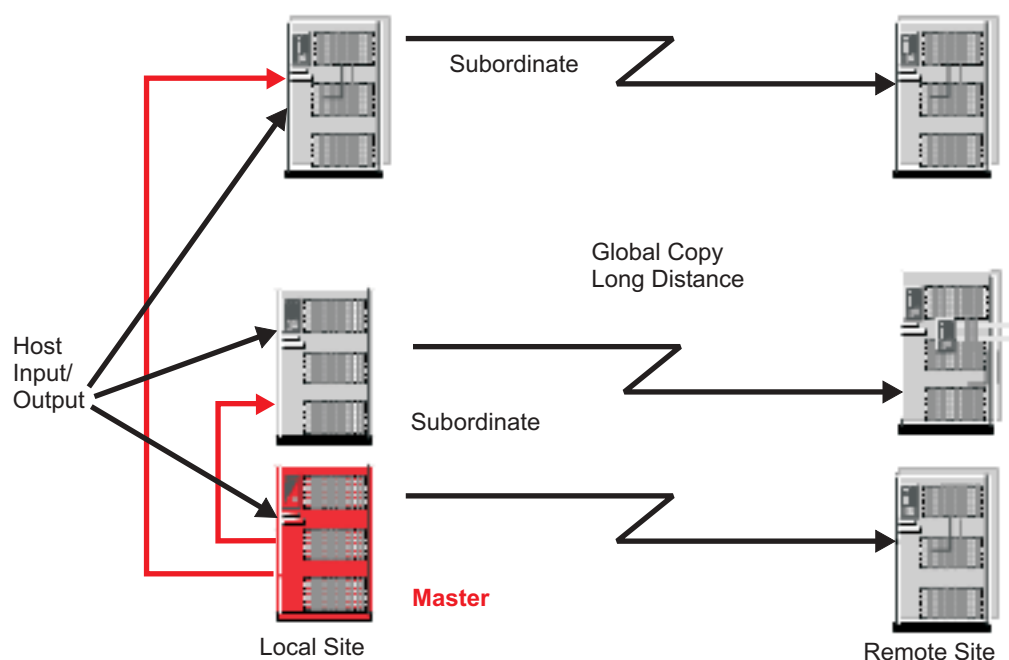 Subordinate
Global Copy
Long Distance
Host
Input/
Output
Subordinate
Master
Local Site
Remote Site